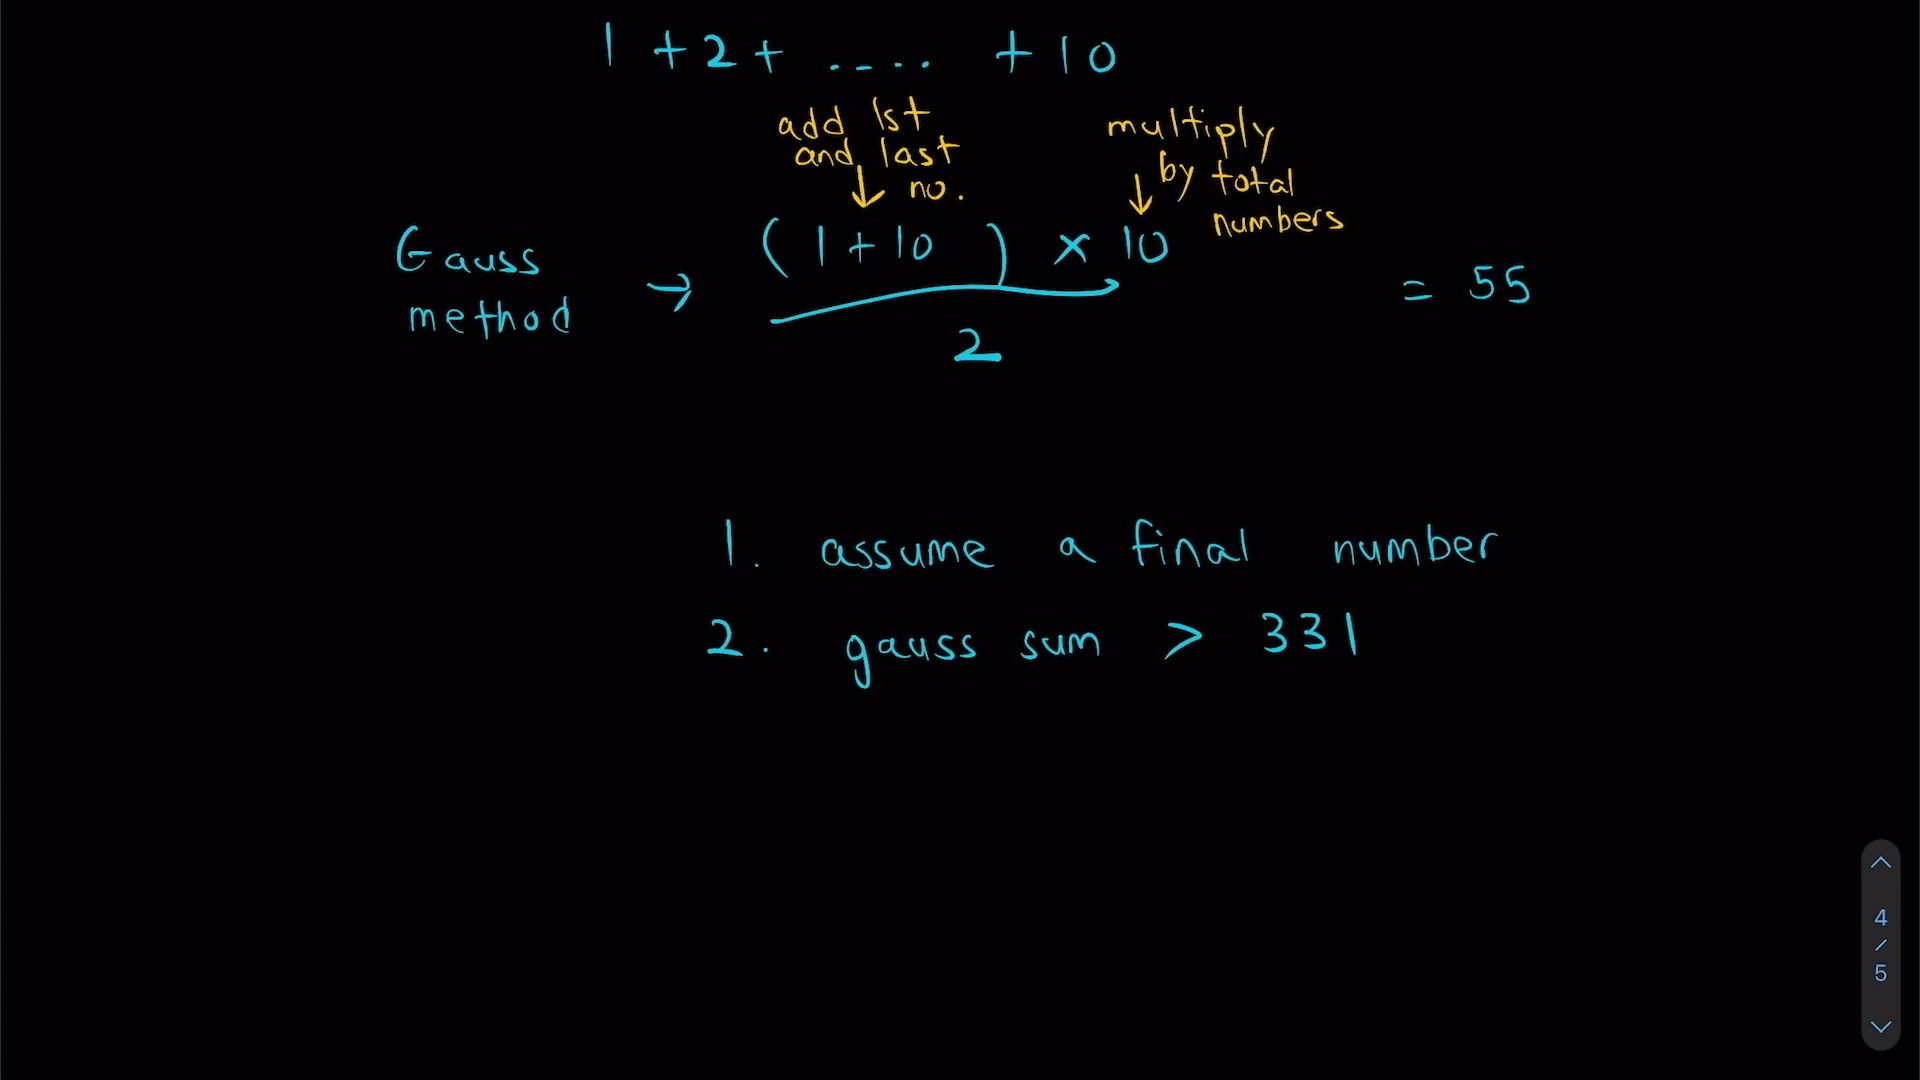 1 + 2 + .... + 10
add 1st
and last
no.
multiply
by total
numbers
Gauss
method → (1 + 10) × 10
2
= 55
1. assume a final number
2. gauss sum > 331
4
/
5